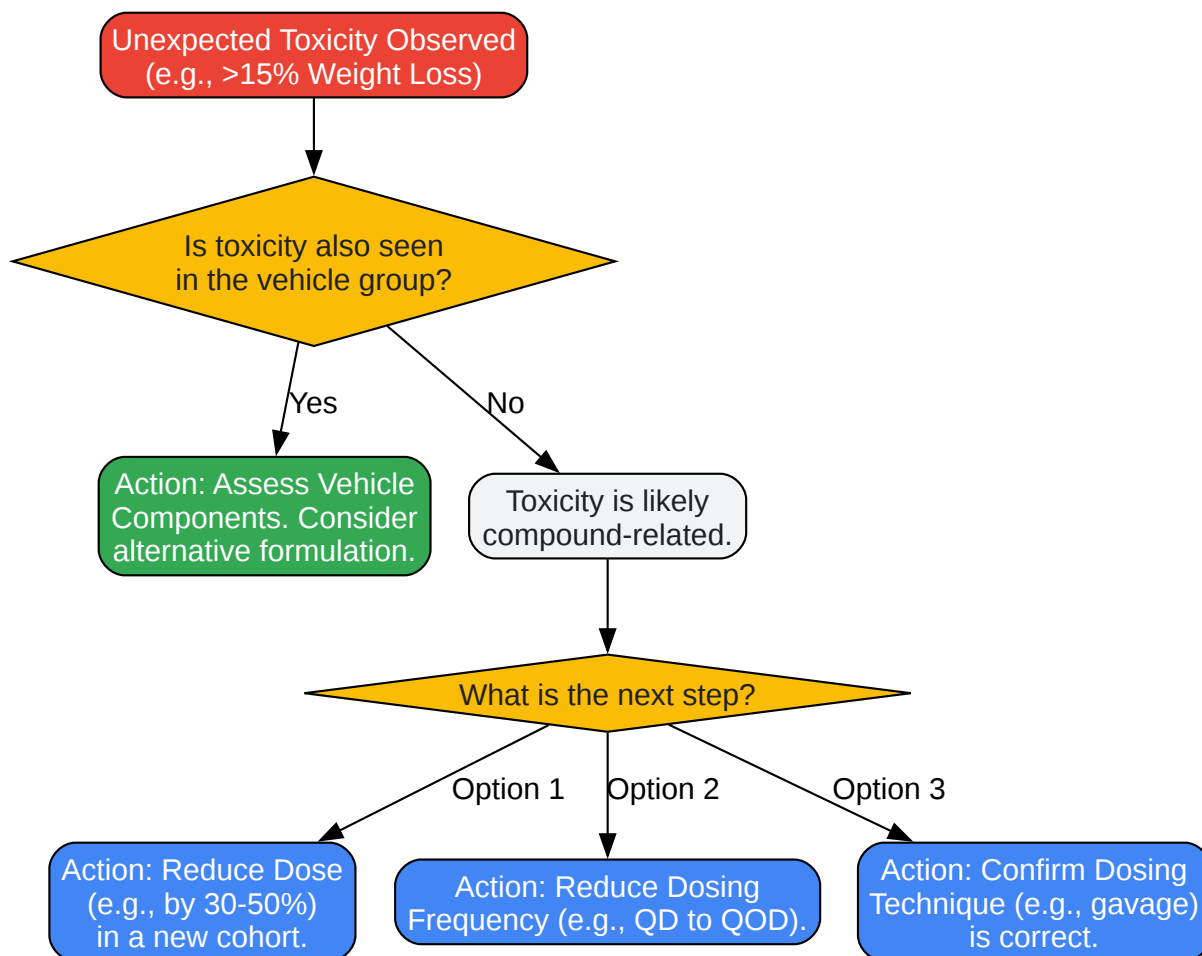 Unexpected Toxicity Observed
(e.g., >15% Weight Loss)
Is toxicity also seen
in the vehicle group?
Yes
No
Action: Assess Vehicle
Components. Consider
alternative formulation.
Toxicity is likely
compound-related.
What is the next step?
Option 1
Option 2
Option 3
Action: Reduce Dose
(e.g., by 30-50%)
in a new cohort.
Action: Reduce Dosing
Frequency (e.g., QD to QOD).
Action: Confirm Dosing
Technique (e.g., gavage)
is correct.